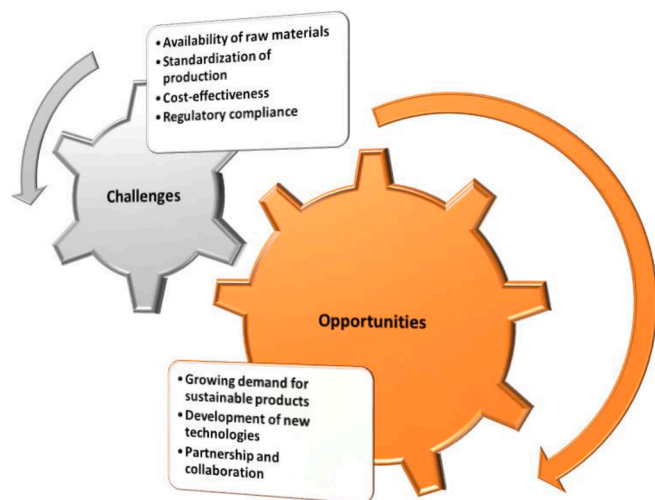 • Availability of raw materials
• Standardization of
production
• Cost-effectiveness
• Regulatory compliance
Challenges
Opportunities
• Growing demand for
sustainable products
• Development of new
technologies
• Partnership and
collaboration